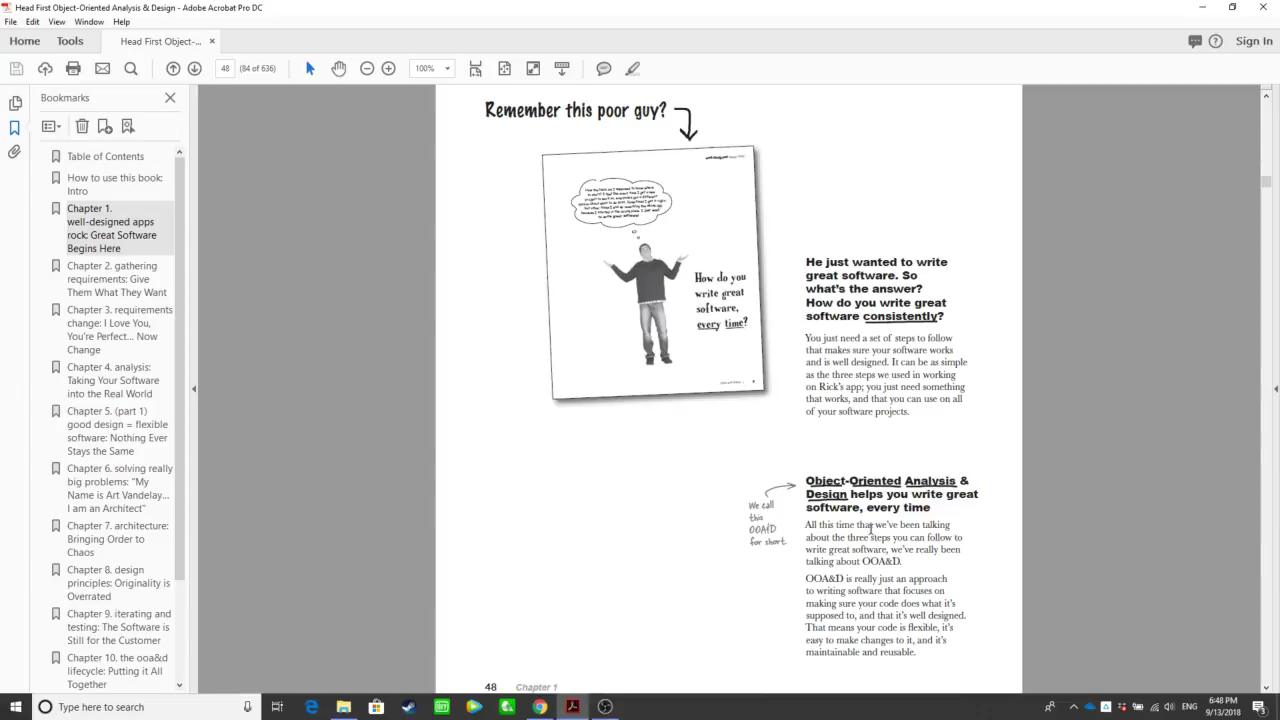 Head First Object-Oriented Analysis & Design - Adobe Acrobat Pro DC
File Edit View Window Help
Home Tools Head First Object-... × Sign In
48 (84 of 636) 100%
Bookmarks
Table of Contents
How to use this book:
Intro
Chapter 1.
well-designed apps
rock: Great Software
Begins Here
Chapter 2. gathering
requirements: Give
Them What They Want
Chapter 3. requirements
change: I Love You,
You're Perfect... Now
Change
Chapter 4. analysis:
Taking Your Software
into the Real World
Chapter 5. (part 1)
good design = flexible
software: Nothing Ever
Stays the Same
Chapter 6. solving really
big problems: "My
Name is Art Vandelay...
I am an Architect"
Chapter 7. architecture:
Bringing Order to
Chaos
Chapter 8. design
principles: Originality is
Overrated
Chapter 9. iterating and
testing: The Software is
Still for the Customer
Chapter 10. the ooa&d
lifecycle: Putting it All
Together
Remember this poor guy?
How do you
write great
software,
every time?
He just wanted to write
great software. So
what's the answer?
How do you write great
software consistently?
You just need a set of steps to follow
that makes sure your software works
and is well designed. It can be as simple
as the three steps we used in working
on Rick's app; you just need something
that works, and that you can use on all
of your software projects.
We call
this
OOA&D
for short.
Object-Oriented Analysis &
Design helps you write great
software, every time
All this time that we've been talking
about the three steps you can follow to
write great software, we've really been
talking about OOA&D.
OOA&D is really just an approach
to writing software that focuses on
making sure your code does what it's
supposed to, and that it's well designed.
That means your code is flexible, it's
easy to make changes to it, and it's
maintainable and reusable.
48 Chapter 1
Type here to search
ENG
6:48 PM
9/13/2018